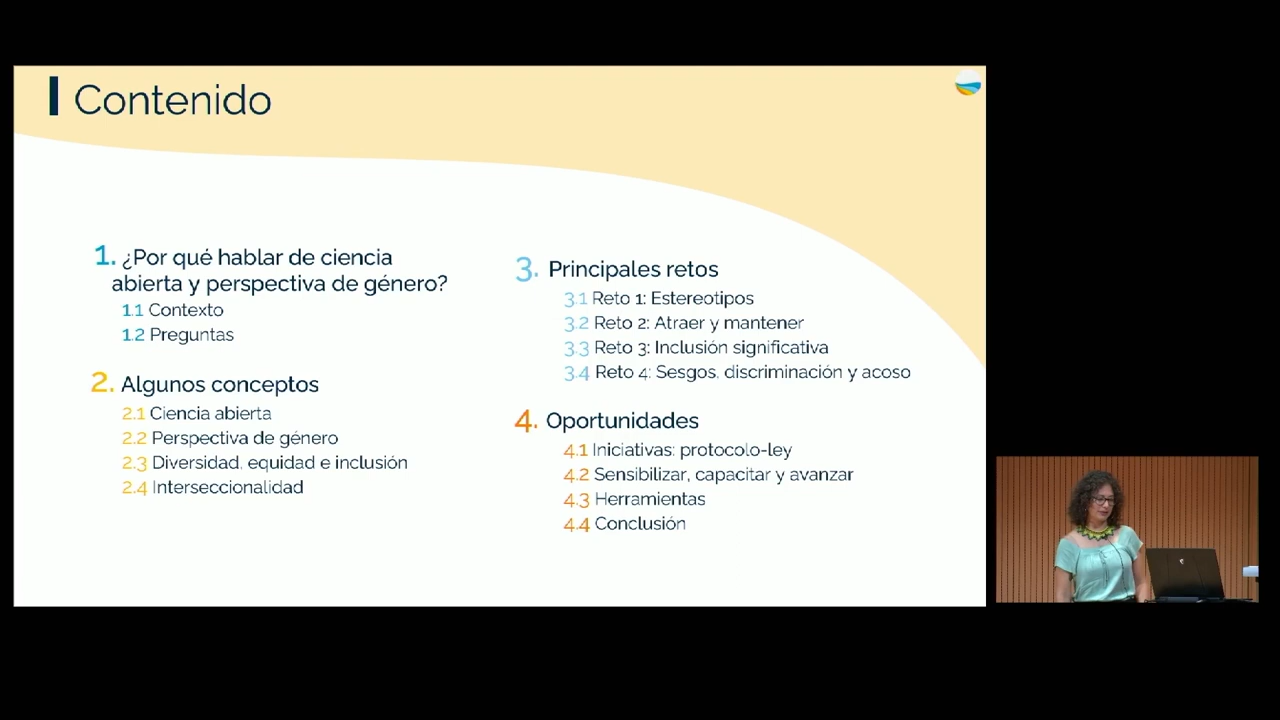 Contenido
1. ¿Por qué hablar de ciencia
abierta y perspectiva de género?
1.1 Contexto
1.2 Preguntas
2. Algunos conceptos
2.1 Ciencia abierta
2.2 Perspectiva de género
2.3 Diversidad, equidad e inclusión
2.4 Interseccionalidad
3. Principales retos
3.1 Reto 1: Estereotipos
3.2 Reto 2: Atraer y mantener
3.3 Reto 3: Inclusión significativa
3.4 Reto 4: Sesgos, discriminación y acoso
4. Oportunidades
4.1 Iniciativas: protocolo-ley
4.2 Sensibilizar, capacitar y avanzar
4.3 Herramientas
4.4 Conclusión